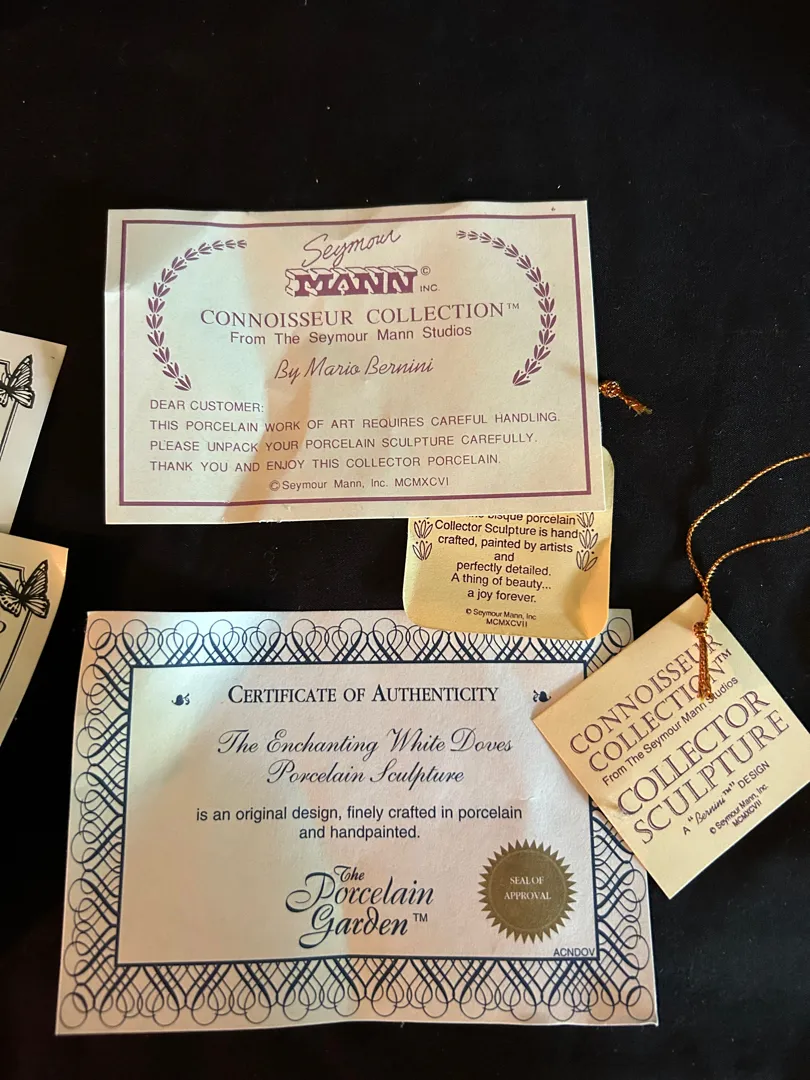 Seymour
MANN© INC.
CONNOISSEUR COLLECTION™
From The Seymour Mann Studios
By Mario Bernini
DEAR CUSTOMER:
THIS PORCELAIN WORK OF ART REQUIRES CAREFUL HANDLING.
PLEASE UNPACK YOUR PORCELAIN SCULPTURE CAREFULLY.
THANK YOU AND ENJOY THIS COLLECTOR PORCELAIN.
©Seymour Mann, Inc. MCMXCVI
bisque porcelain
Collector Sculpture is hand
crafted, painted by artists
and
perfectly detailed.
A thing of beauty...
a joy forever.
© Seymour Mann, Inc
MCMXCVII
CERTIFICATE OF AUTHENTICITY
The Enchanting White Doves
Porcelain Sculpture
is an original design, finely crafted in porcelain
and handpainted.
The
Porcelain
Garden™
SEAL OF
APPROVAL
ACNDOV
CONNOISSEUR
COLLECTION™
From The Seymour Mann Studios
COLLECTOR
SCULPTURE
A "Bernini™" DESIGN
© Seymour Mann, Inc.
MCMXCVII